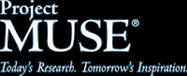 Project
MUSE®
Today's Research. Tomorrow's Inspiration.